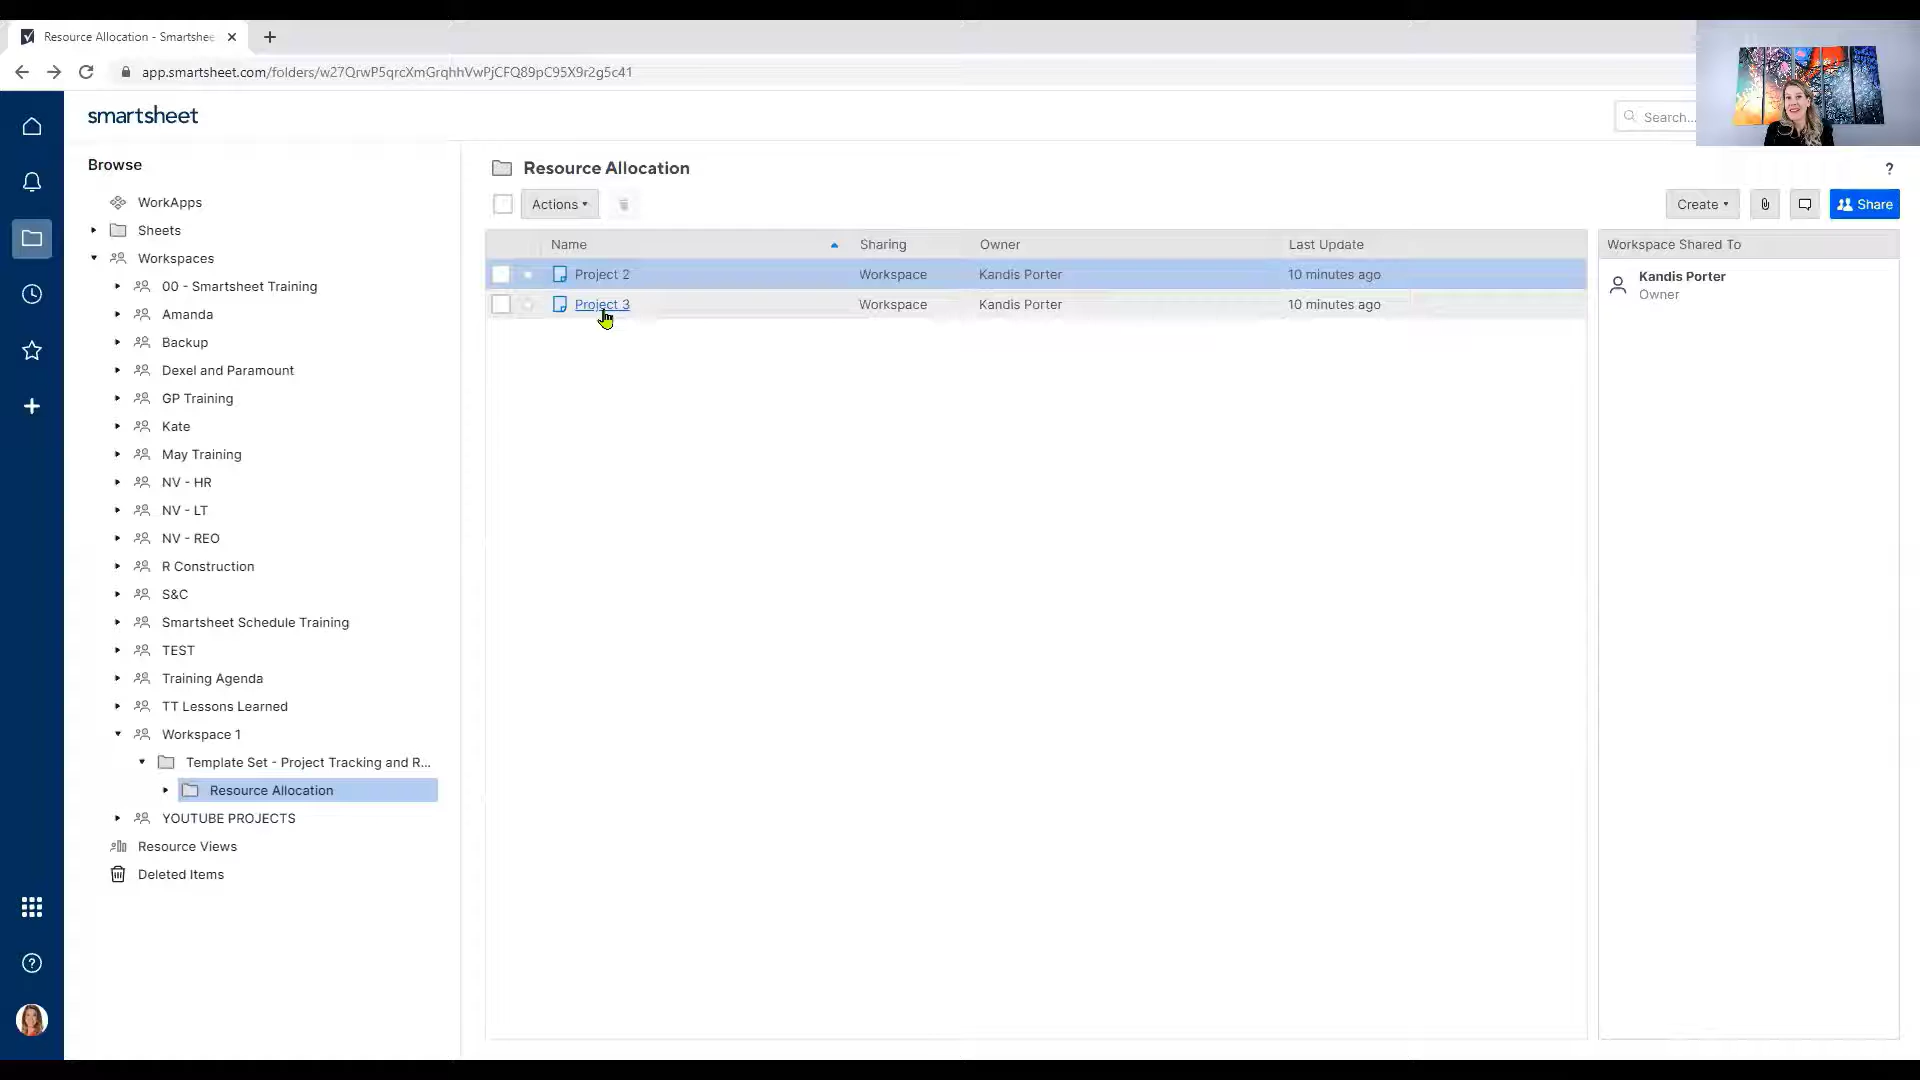 Resource Allocation - Smartshee
app.smartsheet.com/folders/w27QrwP5qrcXmGrqhhVwPjCFQ89pC95X9r2g5c41
smartsheet
Search...
Browse
WorkApps
Sheets
Workspaces
00 - Smartsheet Training
Amanda
Backup
Dexel and Paramount
GP Training
Kate
May Training
NV - HR
NV - LT
NV - REO
R Construction
S&C
Smartsheet Schedule Training
TEST
Training Agenda
TT Lessons Learned
Workspace 1
Template Set - Project Tracking and R...
Resource Allocation
YOUTUBE PROJECTS
Resource Views
Deleted Items
Resource Allocation
?
Actions
Create
Share
Name Sharing Owner Last Update
Project 2 Workspace Kandis Porter 10 minutes ago
Project 3 Workspace Kandis Porter 10 minutes ago
Workspace Shared To
Kandis Porter
Owner